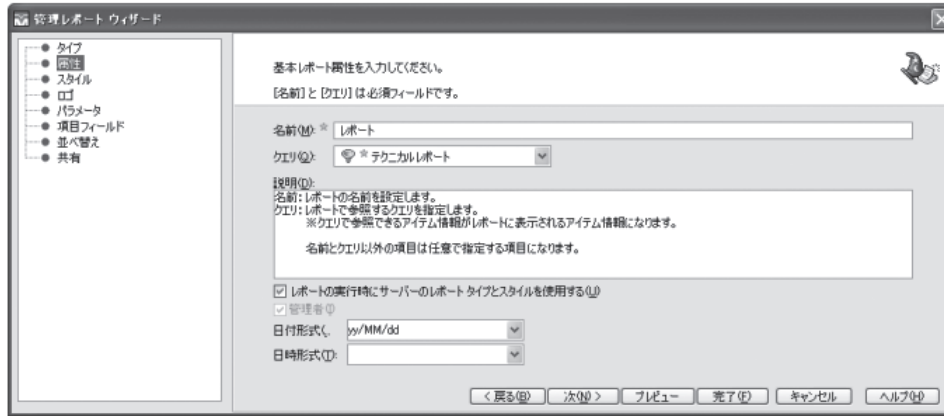 管理レポート ウィザード
タイプ
属性
スタイル
ロゴ
パラメータ
項目フィールド
並べ替え
共有
基本レポート属性を入力してください。
[名前] と [クエリ] は必須フィールドです。
名前(M): * レポート
クエリ(Q): * テクニカルレポート
説明(D):
名前:レポートの名前を設定します。
クエリ:レポートで参照するクエリを指定します。
※クエリで参照できるアイテム情報がレポートに表示されるアイテム情報になります。
名前とクエリ以外の項目は任意で指定する項目になります。
レポートの実行時にサーバーのレポート タイプとスタイルを使用する(U)
管理者(I)
日付形式(. yy/MM/dd
日時形式(T):
< 戻る(B) 次(N) > プレビュー 完了(F) キャンセル ヘルプ(H)